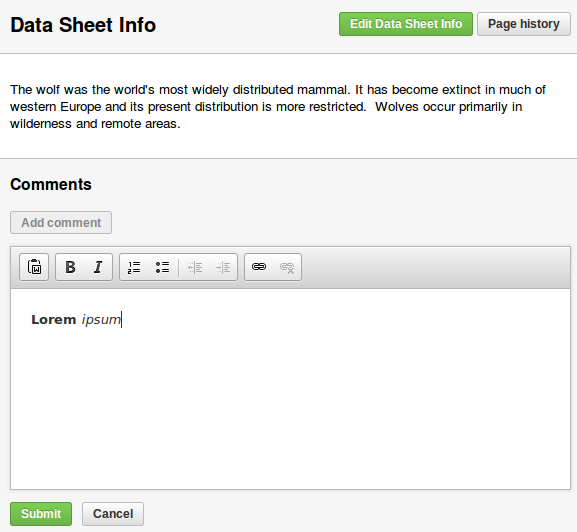 Data Sheet Info
Edit Data Sheet Info
Page history
The wolf was the world's most widely distributed mammal. It has become extinct in much of
western Europe and its present distribution is more restricted.  Wolves occur primarily in
wilderness and remote areas.
Comments
Add comment
B I
Lorem ipsum
Submit
Cancel